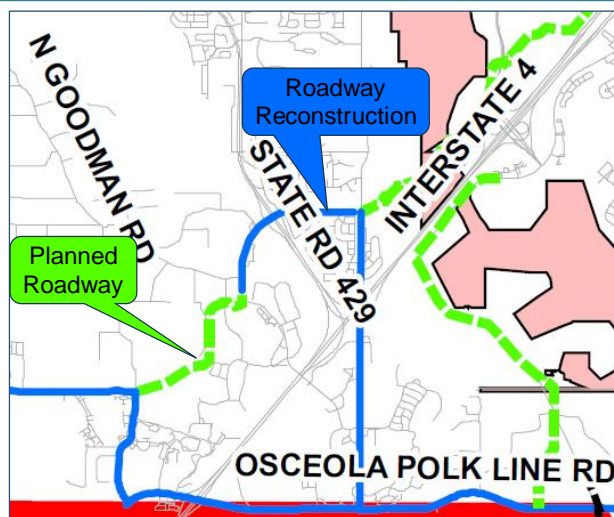 N GOODMAN RD
Roadway
Reconstruction
INTERSTATE 4
STATE RD 429
Planned
Roadway
OSCEOLA POLK LINE RD